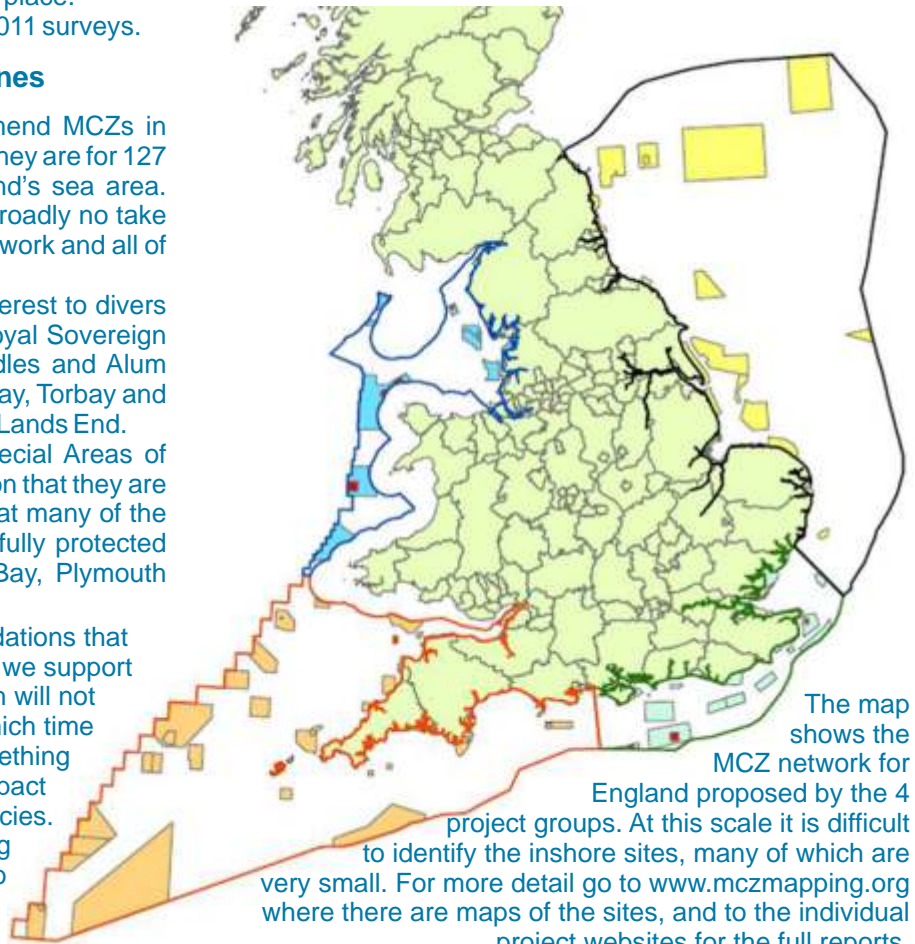 place.
011 surveys.
nes
nend MCZs in
hey are for 127
nd's sea area.
roadly no take
work and all of
erest to divers
oyal Sovereign
dles and Alum
ay, Torbay and
Lands End.
ecial Areas of
on that they are
at many of the
fully protected
Bay, Plymouth
dations that
we support
n will not
hich time
ething
pact
cies.
g
o
The map
shows the
MCZ network for
England proposed by the 4
project groups. At this scale it is difficult
to identify the inshore sites, many of which are
very small. For more detail go to www.mczmapping.org
where there are maps of the sites, and to the individual
project websites for the full reports.